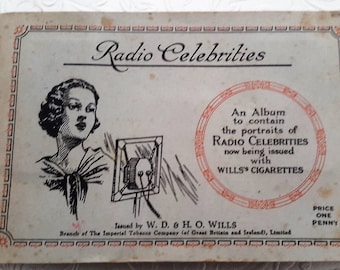 Radio Celebrities
An Album
to contain
the portraits of
RADIO CELEBRITIES
now being issued
with
WILLS'S CIGARETTES
PRICE
ONE
PENNY
Issued by W. D. & H. O. WILLS
Branch of The Imperial Tobacco Company (of Great Britain and Ireland), Limited